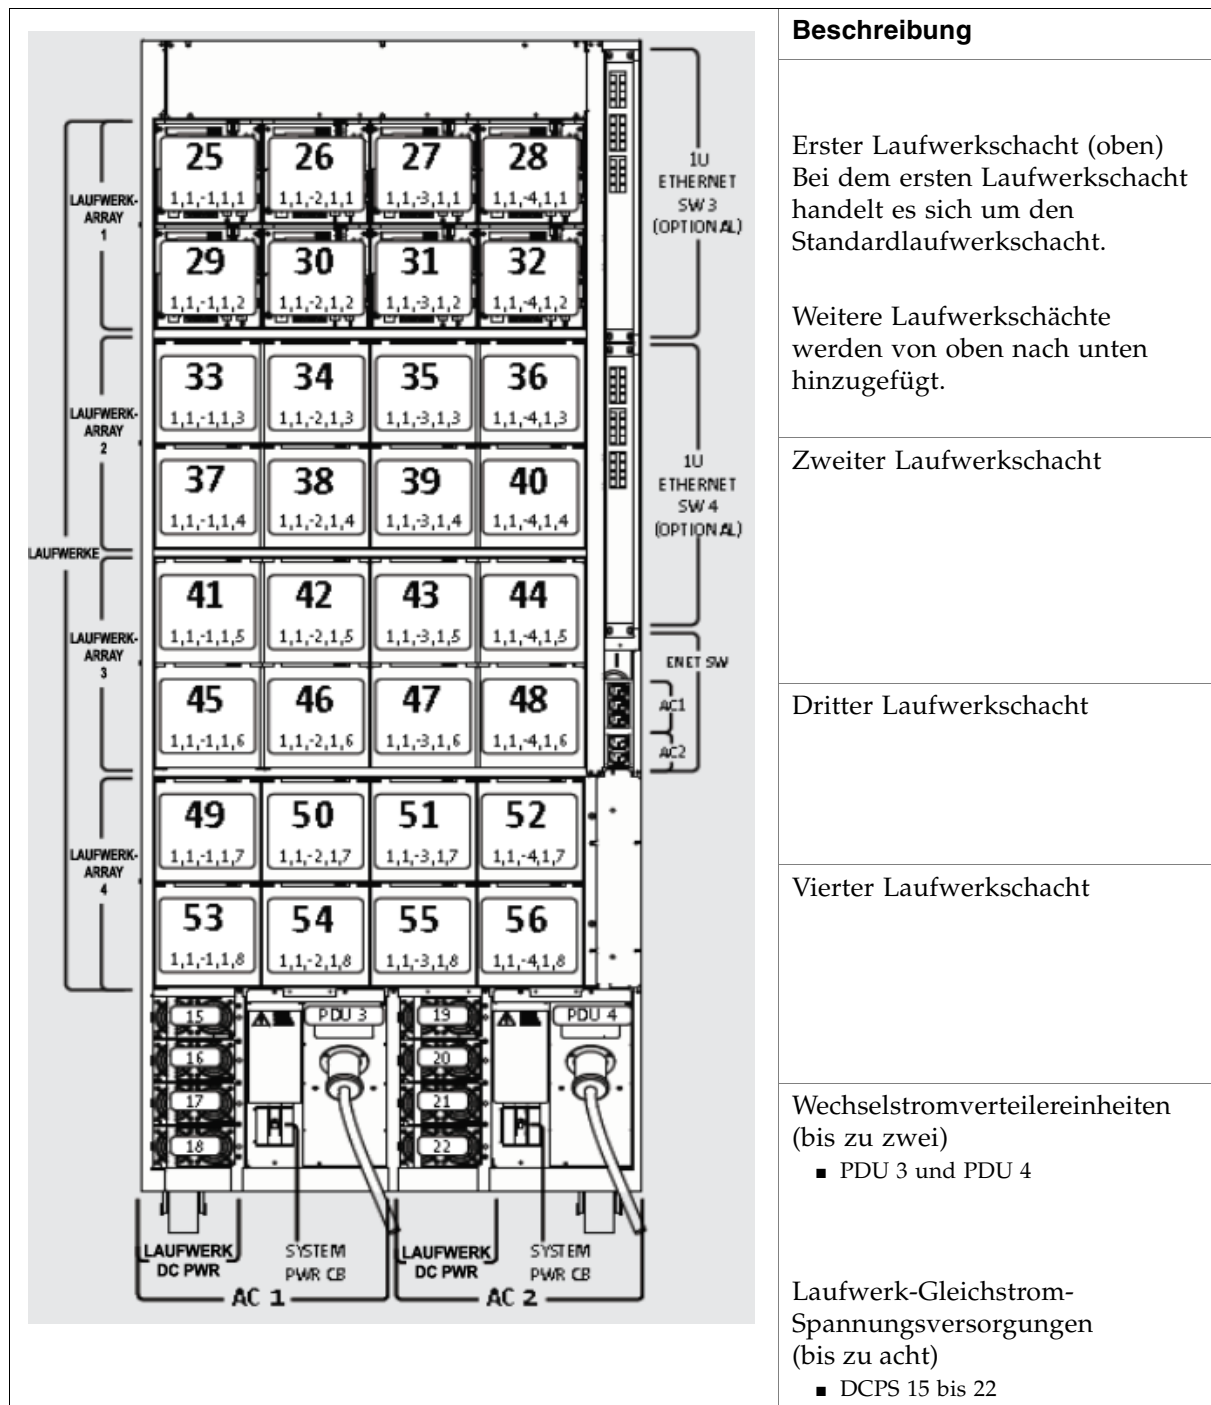 Beschreibung
Erster Laufwerkschacht (oben)
Bei dem ersten Laufwerkschacht
handelt es sich um den
Standardlaufwerkschacht.
Weitere Laufwerkschächte
werden von oben nach unten
hinzugefügt.
Zweiter Laufwerkschacht
Dritter Laufwerkschacht
Vierter Laufwerkschacht
Wechselstromverteilereinheiten
(bis zu zwei)
■ PDU 3 und PDU 4
Laufwerk-Gleichstrom-
Spannungsversorgungen
(bis zu acht)
■ DCPS 15 bis 22
LAUFWERKE
LAUFWERK-
ARRAY
1
25 26 27 28
1,1,-1,1,1 1,1,-2,1,1 1,1,-3,1,1 1,1,-4,1,1
29 30 31 32
1,1,-1,1,2 1,1,-2,1,2 1,1,-3,1,2 1,1,-4,1,2
LAUFWERK-
ARRAY
2
33 34 35 36
1,1,-1,1,3 1,1,-2,1,3 1,1,-3,1,3 1,1,-4,1,3
37 38 39 40
1,1,-1,1,4 1,1,-2,1,4 1,1,-3,1,4 1,1,-4,1,4
LAUFWERK-
ARRAY
3
41 42 43 44
1,1,-1,1,5 1,1,-2,1,5 1,1,-3,1,5 1,1,-4,1,5
45 46 47 48
1,1,-1,1,6 1,1,-2,1,6 1,1,-3,1,6 1,1,-4,1,6
LAUFWERK-
ARRAY
4
49 50 51 52
1,1,-1,1,7 1,1,-2,1,7 1,1,-3,1,7 1,1,-4,1,7
53 54 55 56
1,1,-1,1,8 1,1,-2,1,8 1,1,-3,1,8 1,1,-4,1,8
1U
ETHERNET
SW 3
(OPTIONAL)
1U
ETHERNET
SW 4
(OPTIONAL)
ENET SW
AC1
AC2
15 PDU 3 19 PDU 4
16 20
17 21
18 22
LAUFWERK
DC PWR
SYSTEM
PWR CB
LAUFWERK
DC PWR
SYSTEM
PWR CB
AC 1 AC 2